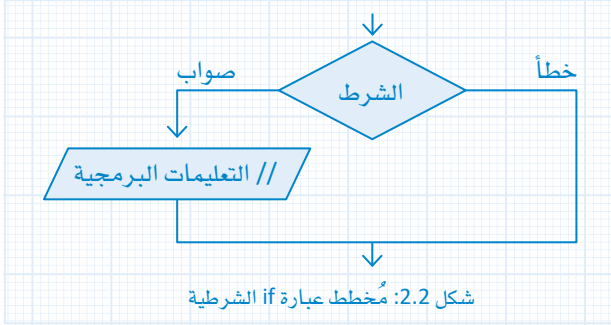 خطأ
صواب
الشرط
// التعليمات البرمجية
شكل 2.2: مُخطط عبارة if الشرطية